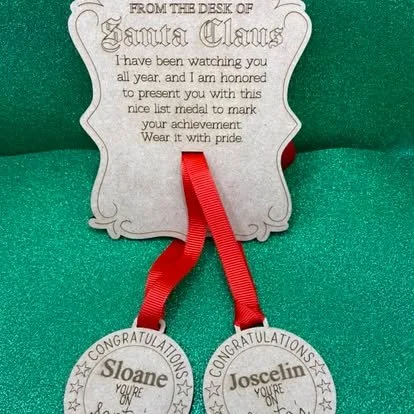 FROM THE DESK OF
Santa Claus
I have been watching you
all year, and I am honored
to present you with this
nice list medal to mark
your achievement.
Wear it with pride.
CONGRATULATIONS
Sloane
YOU'RE
ON
CONGRATULATIONS
Joscelin
YOU'RE
ON